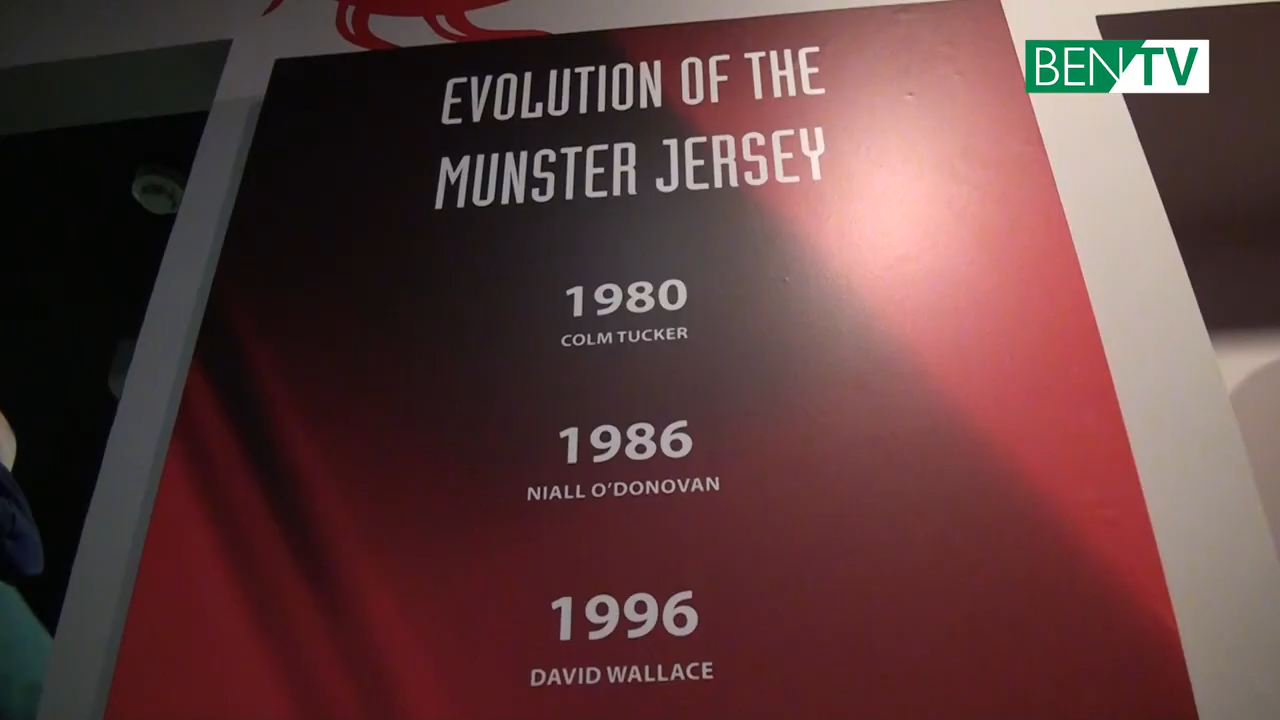 BENTV
EVOLUTION OF THE
MUNSTER JERSEY
1980
COLM TUCKER
1986
NIALL O'DONOVAN
1996
DAVID WALLACE